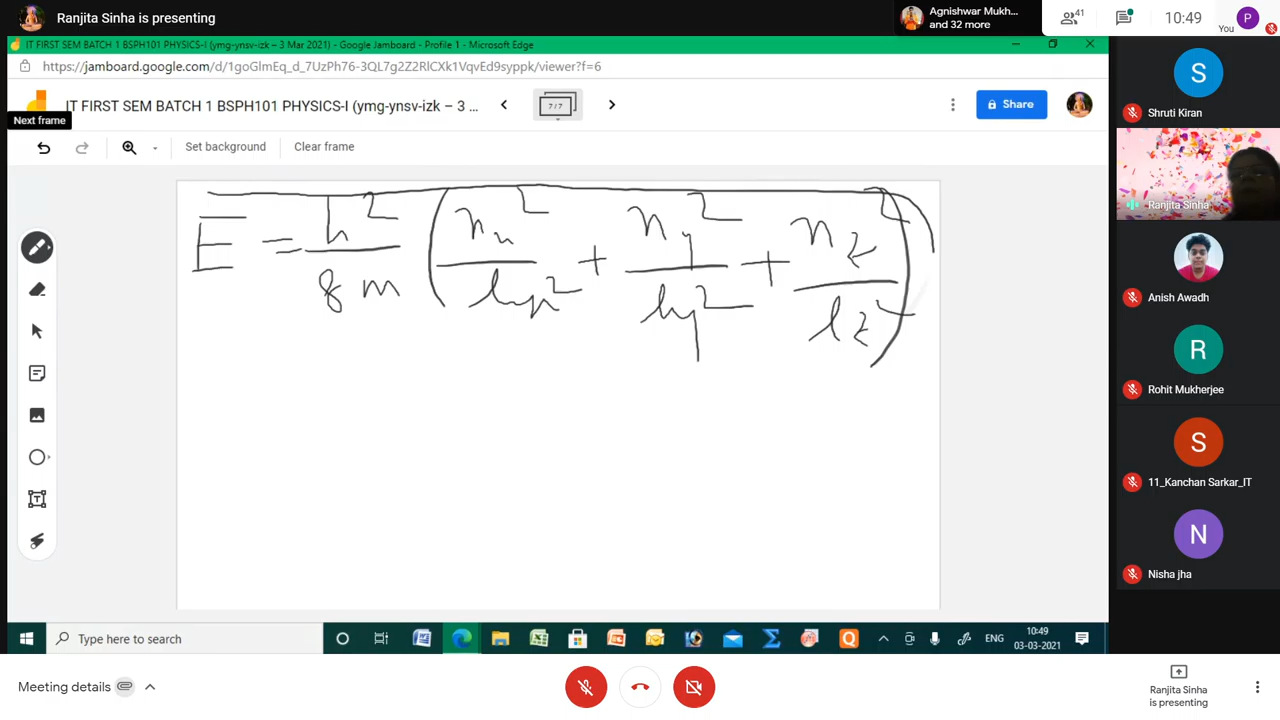 Ranjita Sinha is presenting
Agnishwar Mukh...
and 32 more
41
10:49
You
P
IT FIRST SEM BATCH 1 BSPH101 PHYSICS-I (ymg-ynsv-izk – 3 Mar 2021) - Google Jamboard - Profile 1 - Microsoft Edge
https://jamboard.google.com/d/1goGlmEq_d_7UzPh76-3QL7g2Z2RlCXk1VqvEd9syppk/viewer?f=6
IT FIRST SEM BATCH 1 BSPH101 PHYSICS-I (ymg-ynsv-izk – 3 ...
7 / 7
Share
Next frame
Set background
Clear frame
E = h²/8m (nx²/lx² + ny²/ly² + nz²/lz²)
S
Shruti Kiran
Ranjita Sinha
Anish Awadh
R
Rohit Mukherjee
S
11_Kanchan Sarkar_IT
N
Nisha jha
Type here to search
ENG
10:49
03-03-2021
Meeting details
Ranjita Sinha
is presenting